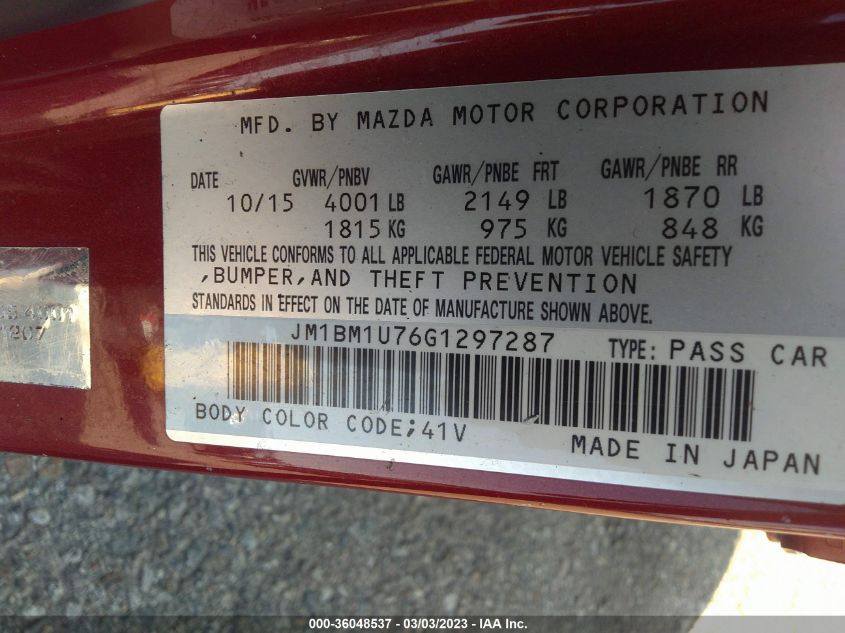 MFD. BY MAZDA MOTOR CORPORATION
DATE GVWR/PNBV GAWR/PNBE FRT GAWR/PNBE RR
10/15 4001 LB 2149 LB 1870 LB
1815 KG 975 KG 848 KG
THIS VEHICLE CONFORMS TO ALL APPLICABLE FEDERAL MOTOR VEHICLE SAFETY
,BUMPER,AND THEFT PREVENTION
STANDARDS IN EFFECT ON THE DATE OF MANUFACTURE SHOWN ABOVE.
JM1BM1U76G1297287 TYPE: PASS CAR
BODY COLOR CODE;41V
MADE IN JAPAN
000-36048537 - 03/03/2023 - IAA Inc.